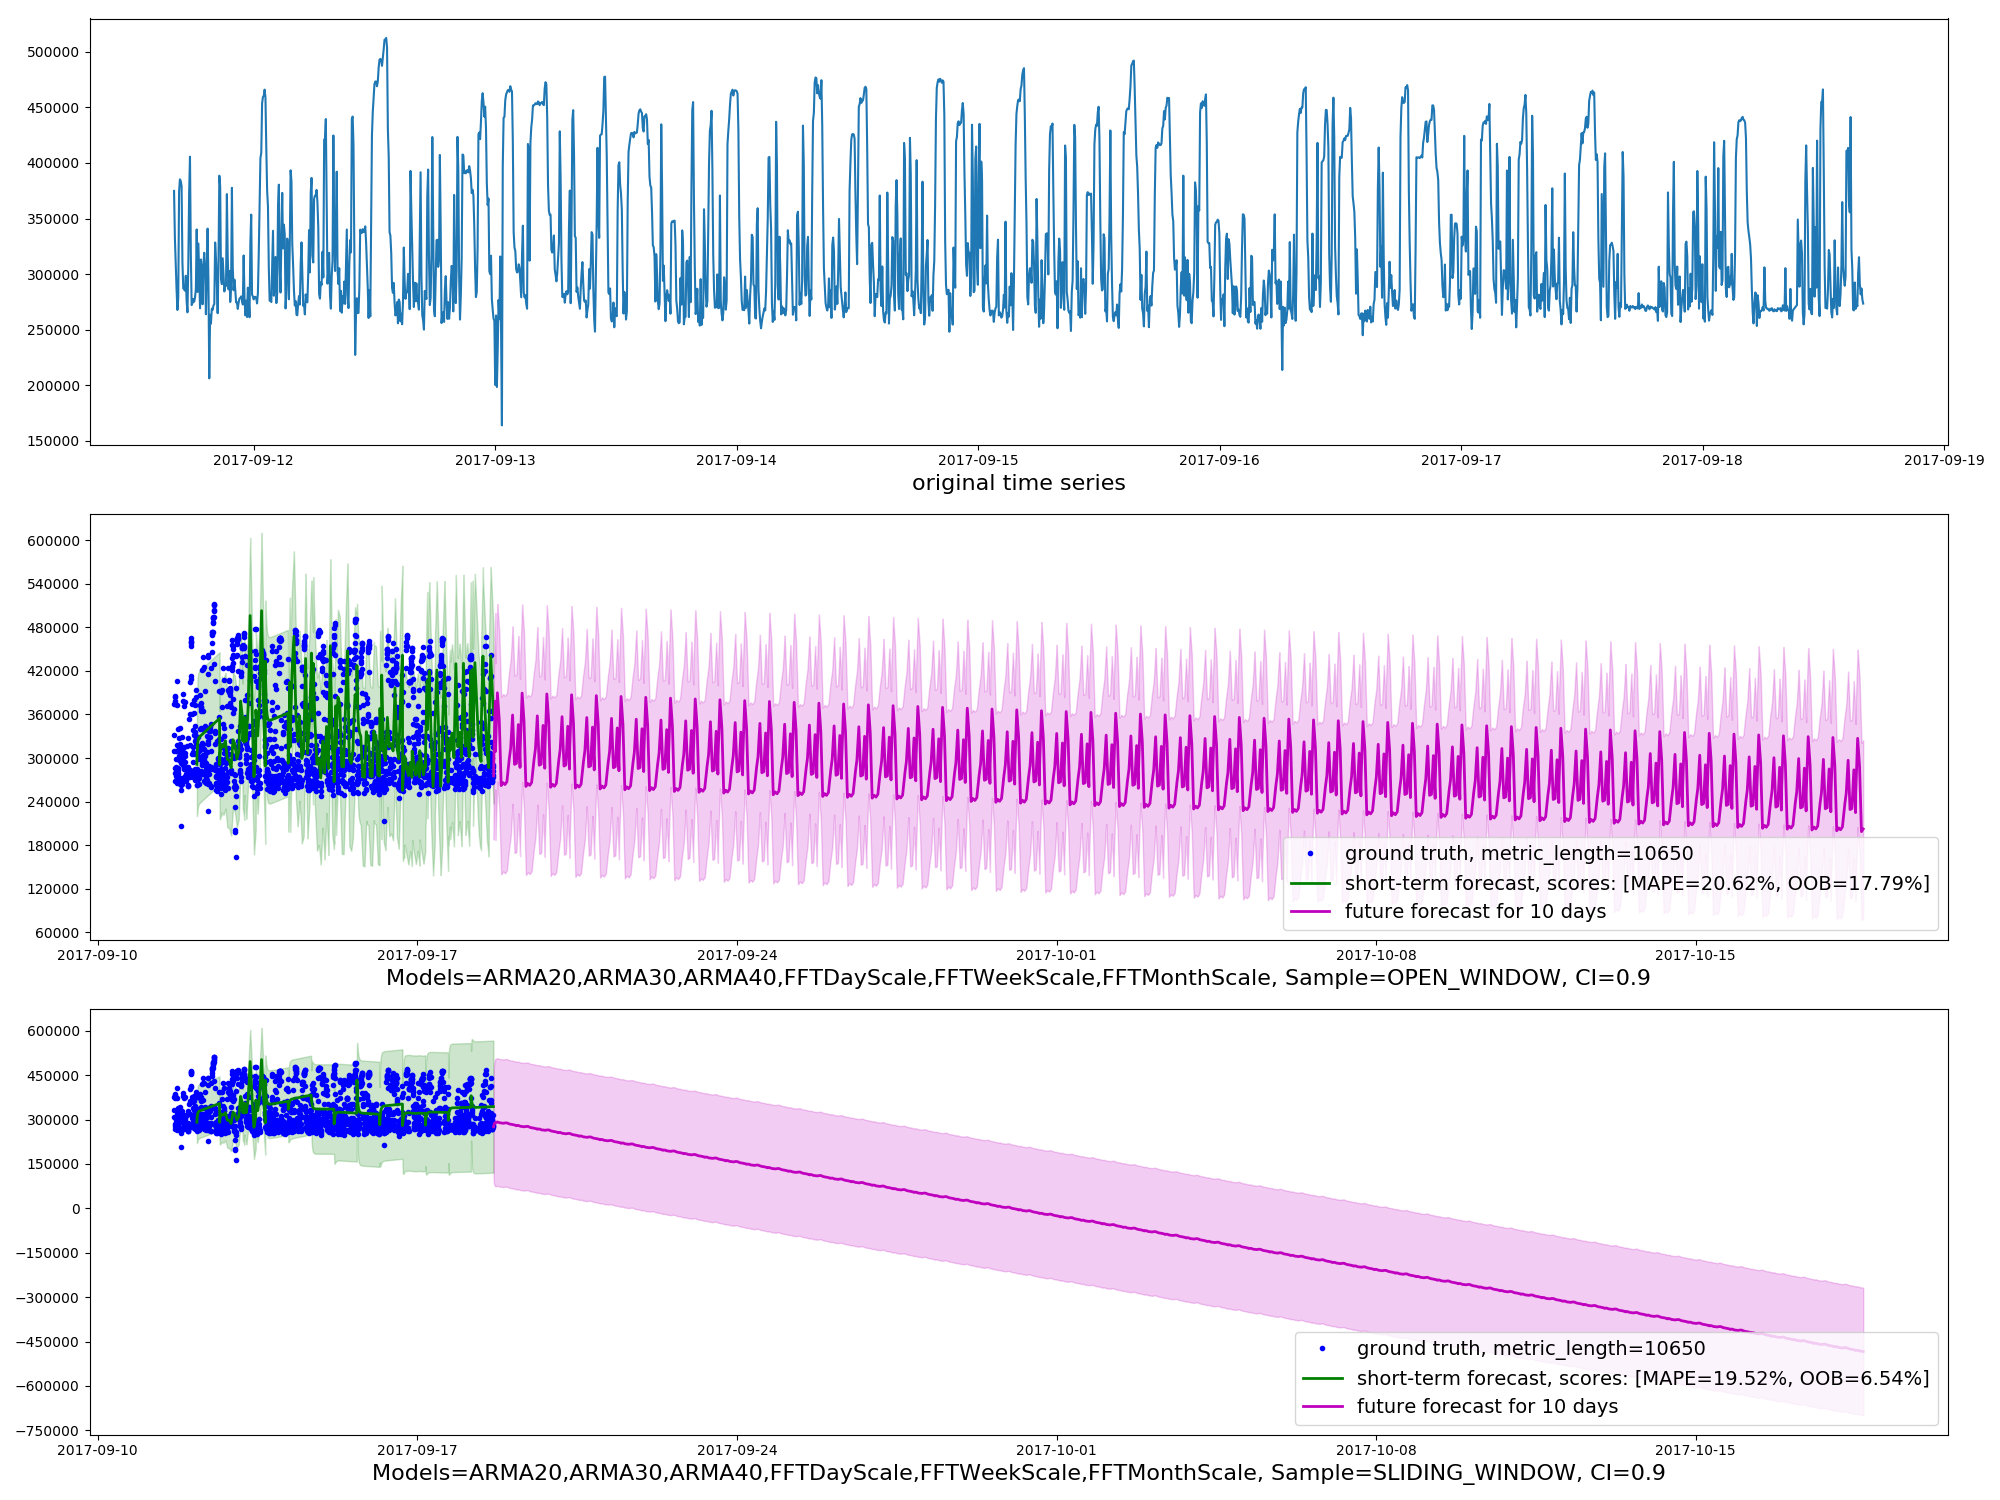 500000
450000
400000
350000
300000
250000
200000
150000
2017-09-12 2017-09-13 2017-09-14 2017-09-15 2017-09-16 2017-09-17 2017-09-18 2017-09-19
original time series
600000
540000
480000
420000
360000
300000
240000
180000
120000
60000
ground truth, metric_length=10650
short-term forecast, scores: [MAPE=20.62%, OOB=17.79%]
future forecast for 10 days
2017-09-10 2017-09-17 2017-09-24 2017-10-01 2017-10-08 2017-10-15
Models=ARMA20,ARMA30,ARMA40,FFTDayScale,FFTWeekScale,FFTMonthScale, Sample=OPEN_WINDOW, CI=0.9
600000
450000
300000
150000
0
−150000
−300000
−450000
−600000
−750000
ground truth, metric_length=10650
short-term forecast, scores: [MAPE=19.52%, OOB=6.54%]
future forecast for 10 days
2017-09-10 2017-09-17 2017-09-24 2017-10-01 2017-10-08 2017-10-15
Models=ARMA20,ARMA30,ARMA40,FFTDayScale,FFTWeekScale,FFTMonthScale, Sample=SLIDING_WINDOW, CI=0.9